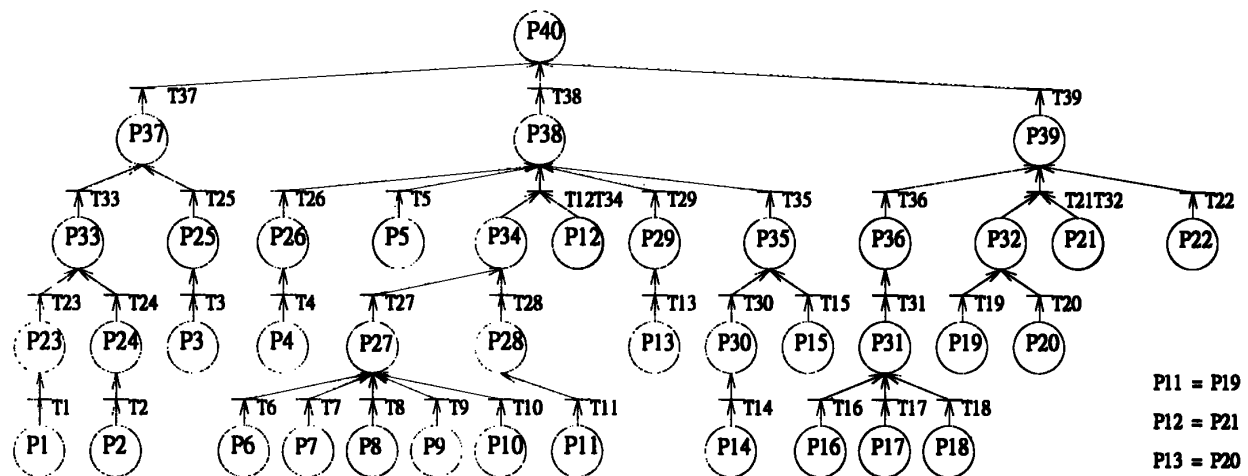 P40
T37 T38 T39
P37 P38 P39
T33 T25 T26 T5 T12T34 T29 T35 T36 T21T32 T22
P33 P25 P26 P5 P34 P12 P29 P35 P36 P32 P21 P22
T23 T24 T3 T4 T27 T28 T13 T30 T15 T31 T19 T20
P23 P24 P3 P4 P27 P28 P13 P30 P15 P31 P19 P20
P11 = P19
T1 T2 T6 T7 T8 T9 T10 T11 T14 T16 T17 T18
P12 = P21
P1 P2 P6 P7 P8 P9 P10 P11 P14 P16 P17 P18
P13 = P20